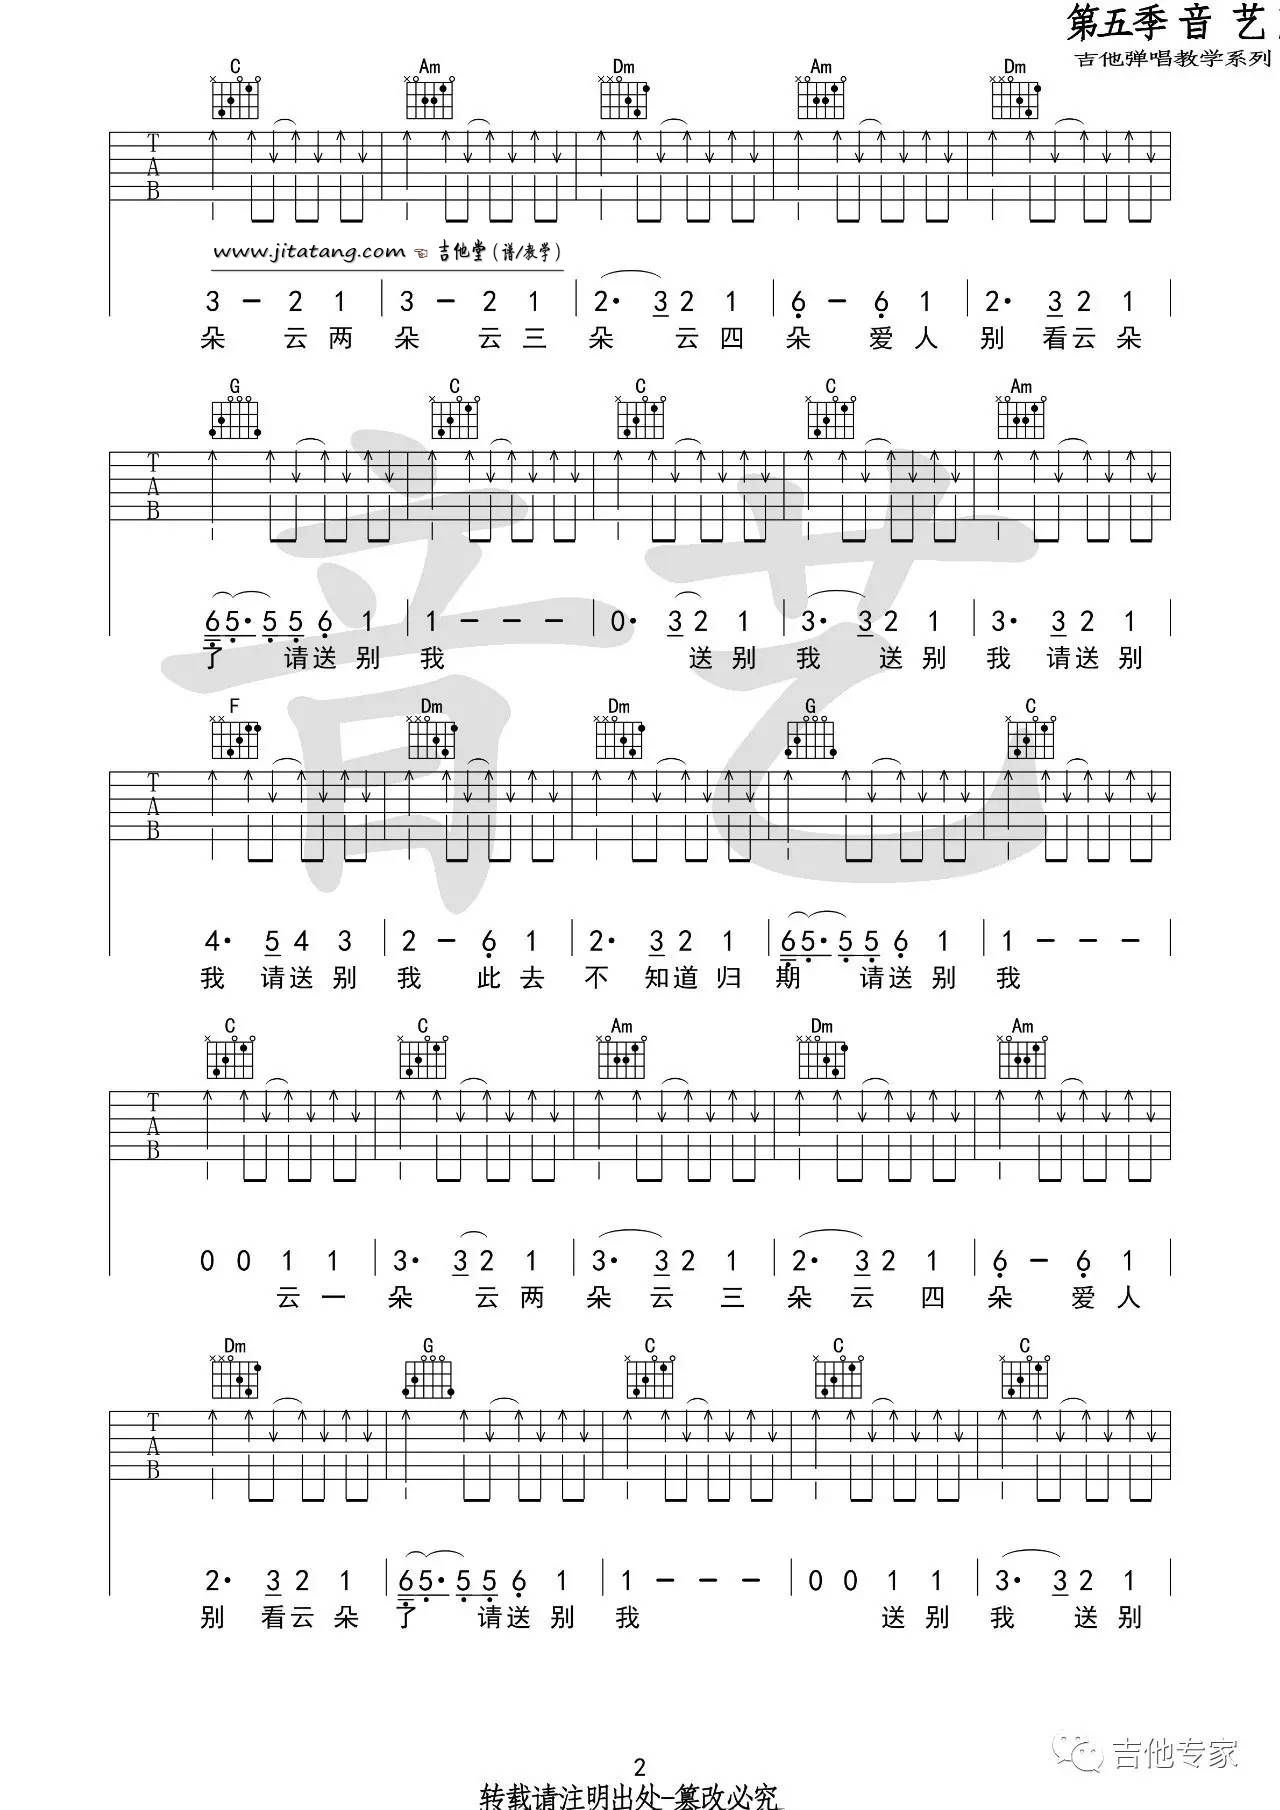 第五季 音 艺
吉他弹唱教学系列
C Am Dm Am Dm
T
A
B
www.jitatang.com 吉他堂(谱/教学)
3 - 2 1 3 - 2 1 2· 3 2 1 6 - 6 1 2· 3 2 1
朵 云 两 朵 云 三 朵 云 四 朵 爱 人 别 看 云 朵
G C C C Am
T
A
B
6 5· 5 5 6 1 1 - - - 0· 3 2 1 3· 3 2 1 3· 3 2 1
了 请 送 别 我 送 别 我 送 别 我 请 送 别
F Dm Dm G C
T
A
B
4· 5 4 3 2 - 6 1 2· 3 2 1 6 5· 5 5 6 1 1 - - -
我 请 送 别 我 此 去 不 知 道 归 期 请 送 别 我
C C Am Dm Am
T
A
B
0 0 1 1 3· 3 2 1 3· 3 2 1 2· 3 2 1 6 - 6 1
云 一 朵 云 两 朵 云 三 朵 云 四 朵 爱 人
Dm G C C C
T
A
B
2· 3 2 1 6 5· 5 5 6 1 1 - - - 0 0 1 1 3· 3 2 1
别 看 云 朵 了 请 送 别 我 送 别 我 送 别
音艺
吉他专家
2
转载请注明出处-篡改必究